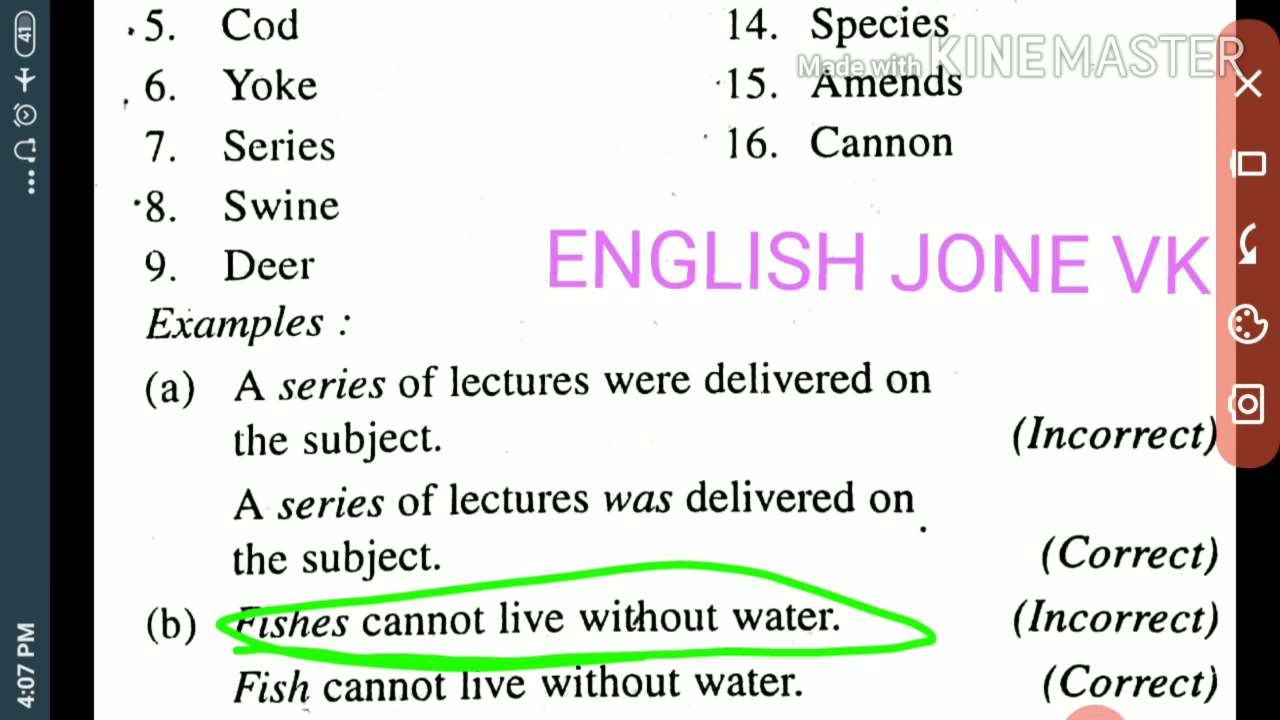 5. Cod
6. Yoke
7. Series
8. Swine
9. Deer
14. Species
15. Amends
16. Cannon
Made with KINEMASTER
ENGLISH JONE VK
Examples :
(a) A series of lectures were delivered on
the subject. (Incorrect)
A series of lectures was delivered on
the subject. (Correct)
(b) Fishes cannot live without water. (Incorrect)
Fish cannot live without water. (Correct)
41
4:07 PM